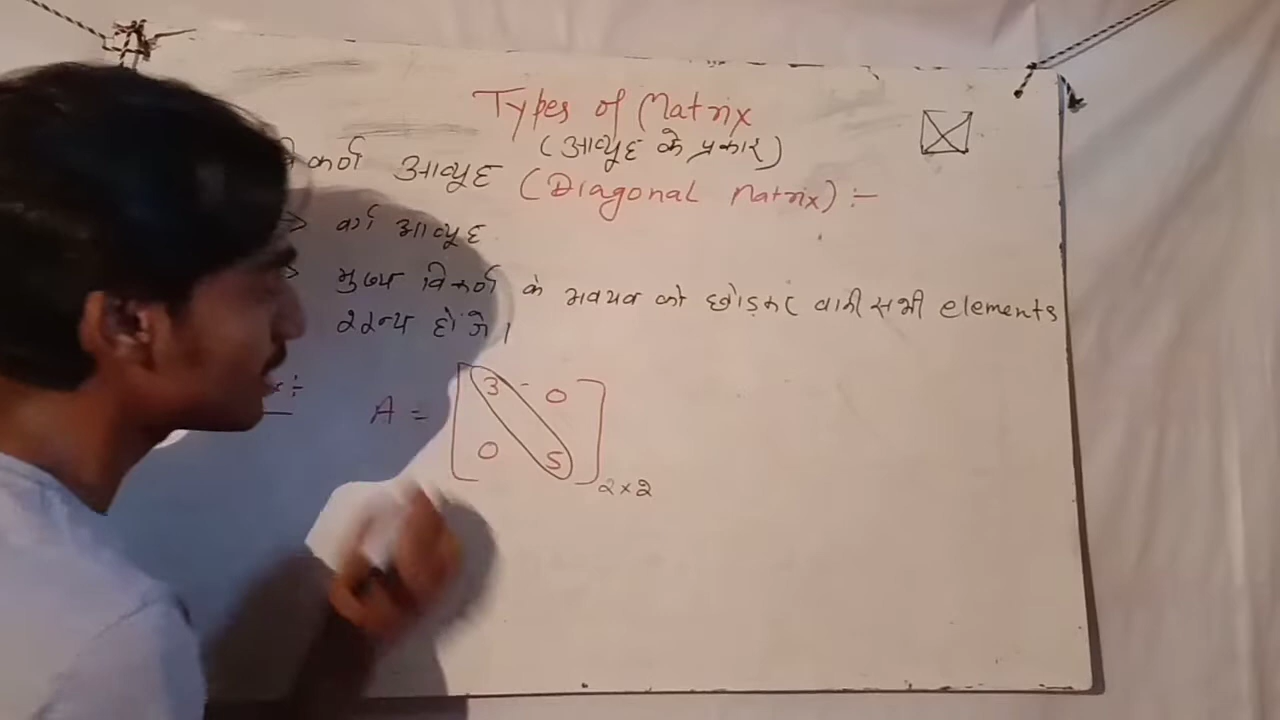 Types of Matrix
(आव्यूह के प्रकार)
विकर्ण आव्यूह (Diagonal Matrix) :-
→ वर्ग आव्यूह
→ मुख्य विकर्ण के अवयव को छोड़कर बाकी सभी elements
शून्य होंगे।
A = [3 0
0 5] 2×2